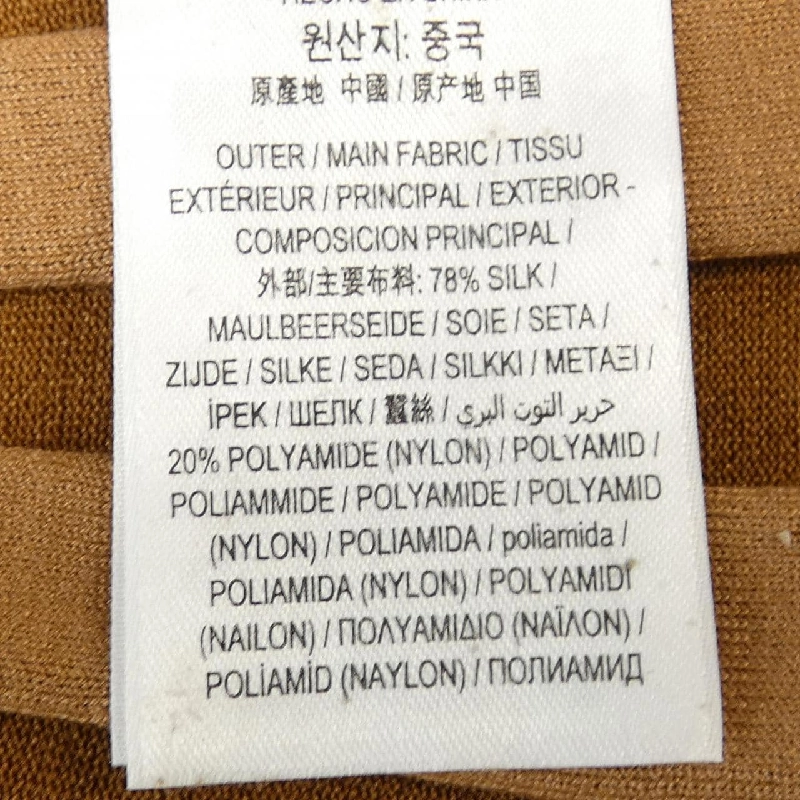 원산지: 중국
原產地 中國 / 原产地 中国
OUTER / MAIN FABRIC / TISSU
EXTÉRIEUR / PRINCIPAL / EXTERIOR -
COMPOSICION PRINCIPAL /
外部/主要布料: 78% SILK /
MAULBEERSEIDE / SOIE / SETA /
ZIJDE / SILKE / SEDA / SILKKI / ΜΕΤΑΞΙ /
İPEK / ШЕЛК / 蠶絲 / حرير التوت البري
20% POLYAMIDE (NYLON) / POLYAMID /
POLIAMMIDE / POLYAMIDE / POLYAMID
(NYLON) / POLIAMIDA / poliamida /
POLIAMIDA (NYLON) / POLYAMIDI
(NAILON) / ΠΟΛΥΑΜΙΔΙΟ (ΝΑΪΛΟΝ) /
POLİAMİD (NAYLON) / ПОЛИАМИД